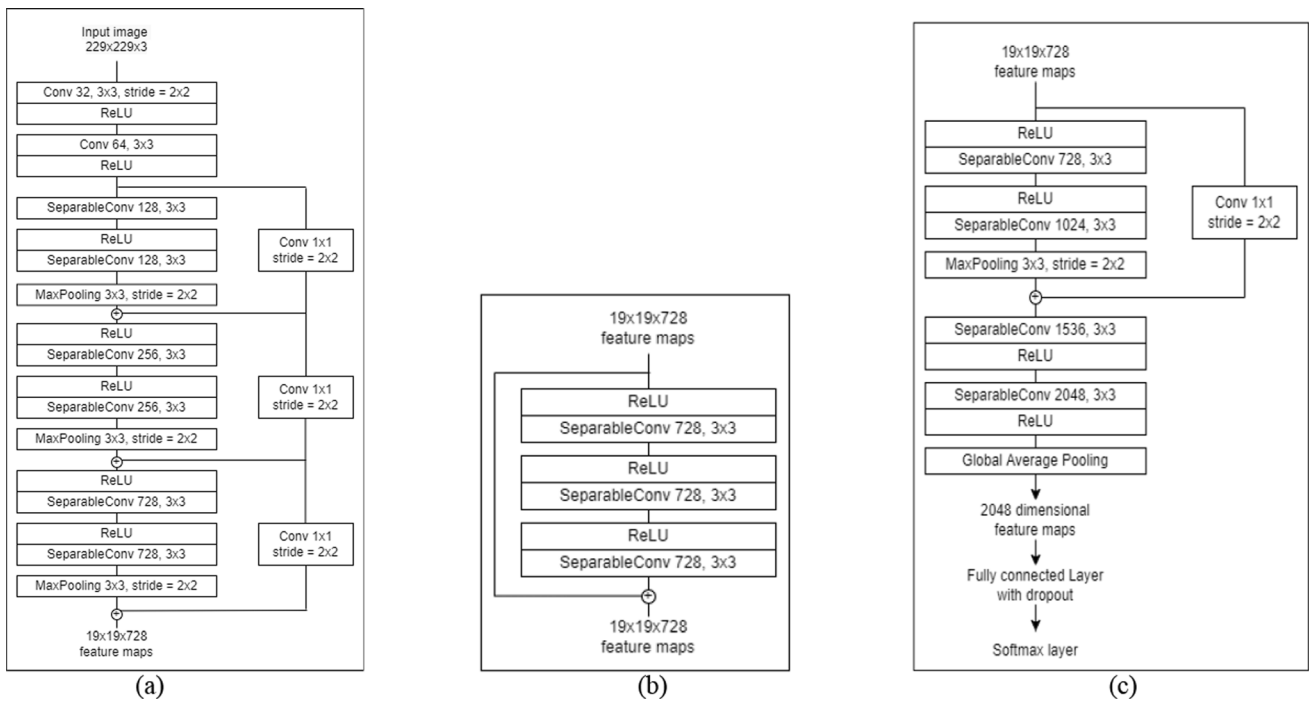 Input image
229x229x3
Conv 32, 3x3, stride = 2x2
ReLU
Conv 64, 3x3
ReLU
SeparableConv 128, 3x3
ReLU
SeparableConv 128, 3x3
MaxPooling 3x3, stride = 2x2
Conv 1x1
stride = 2x2
ReLU
SeparableConv 256, 3x3
ReLU
SeparableConv 256, 3x3
MaxPooling 3x3, stride = 2x2
Conv 1x1
stride = 2x2
ReLU
SeparableConv 728, 3x3
ReLU
SeparableConv 728, 3x3
MaxPooling 3x3, stride = 2x2
Conv 1x1
stride = 2x2
19x19x728
feature maps
(a)
19x19x728
feature maps
ReLU
SeparableConv 728, 3x3
ReLU
SeparableConv 728, 3x3
ReLU
SeparableConv 728, 3x3
19x19x728
feature maps
(b)
19x19x728
feature maps
ReLU
SeparableConv 728, 3x3
ReLU
SeparableConv 1024, 3x3
MaxPooling 3x3, stride = 2x2
Conv 1x1
stride = 2x2
SeparableConv 1536, 3x3
ReLU
SeparableConv 2048, 3x3
ReLU
Global Average Pooling
2048 dimensional
feature maps
Fully connected Layer
with dropout
Softmax layer
(c)